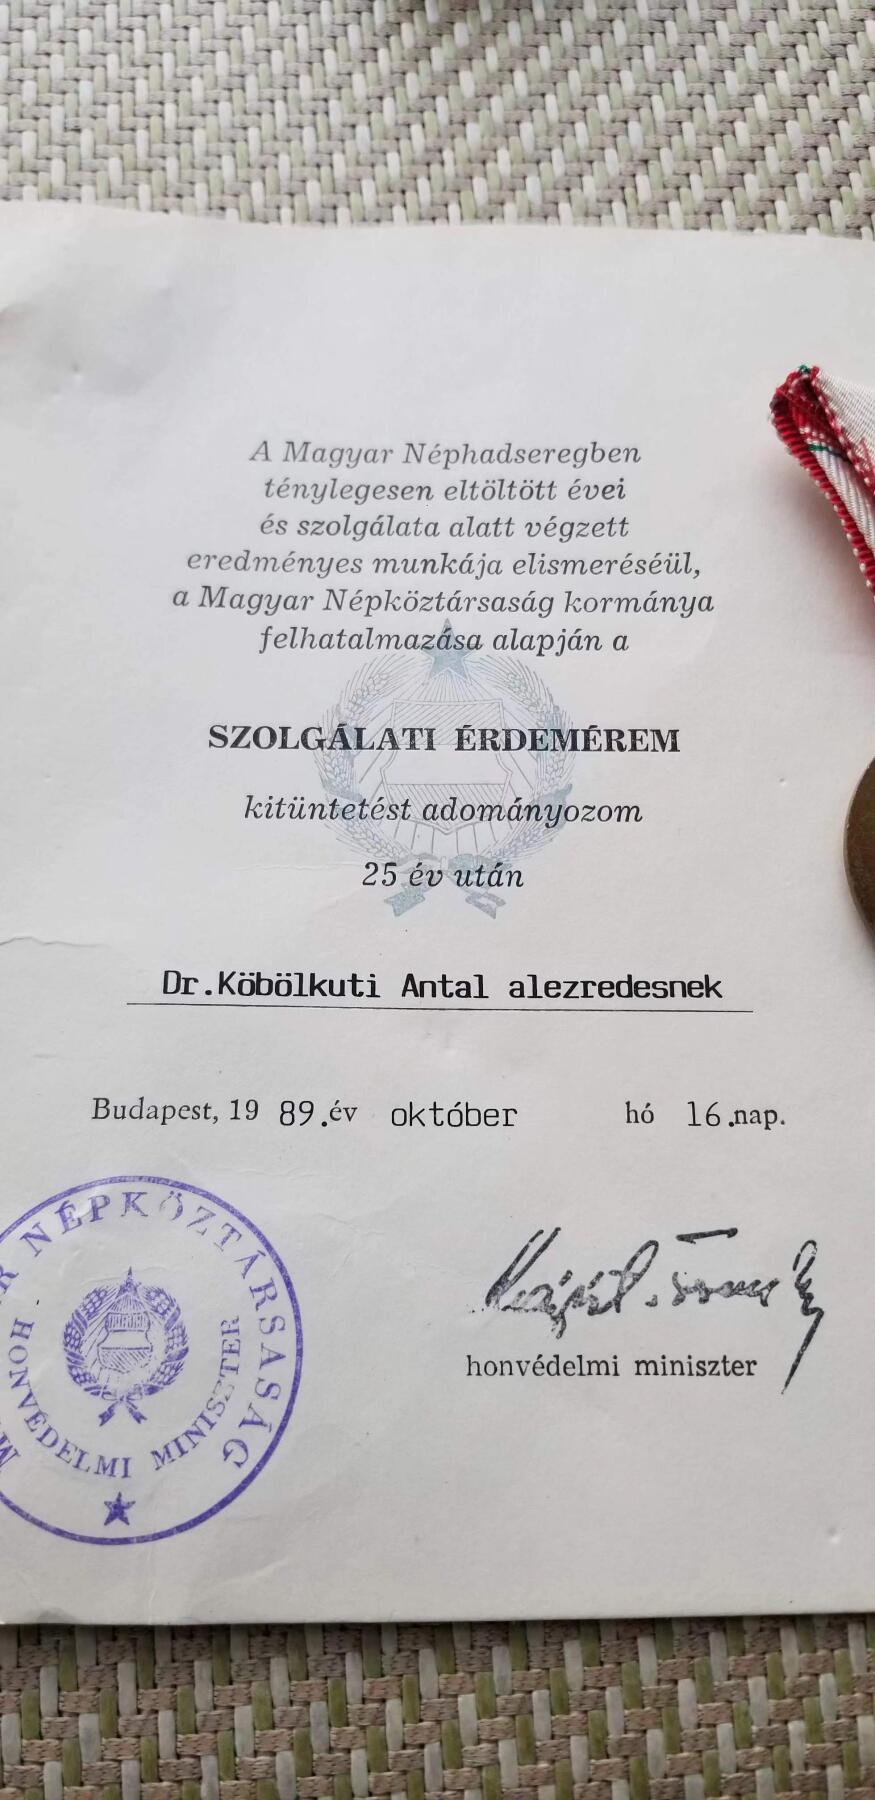 A Magyar Néphadseregben
ténylegesen eltöltött évei
és szolgálata alatt végzett
eredményes munkája elismeréséül,
a Magyar Népköztársaság kormánya
felhatalmazása alapján a
SZOLGÁLATI ÉRDEMÉREM
kitüntetést adományozom
25 év után
Dr.Köbölkuti Antal alezredesnek
Budapest, 19 89.év október hó 16.nap.
NÉPKÖZTÁRSASÁG
HONVÉDELMI MINISZTER
honvédelmi miniszter